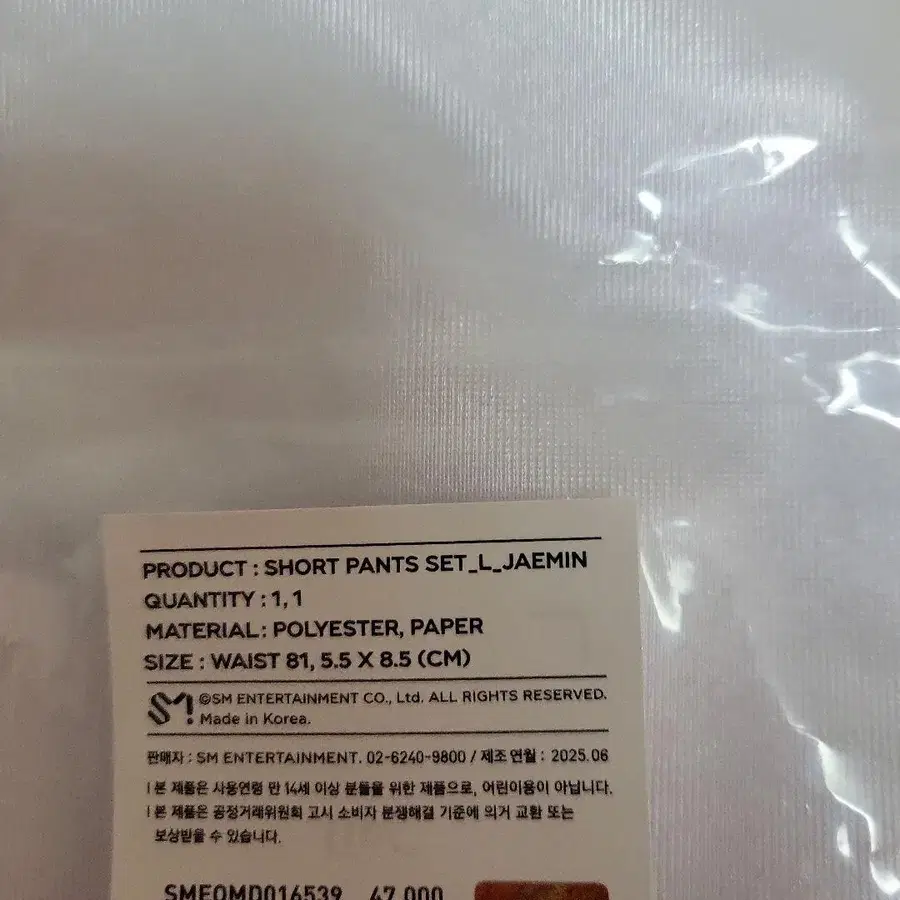 PRODUCT : SHORT PANTS SET_L_JAEMIN
QUANTITY : 1, 1
MATERIAL : POLYESTER, PAPER
SIZE : WAIST 81, 5.5 X 8.5 (CM)
SM! ©SM ENTERTAINMENT CO., Ltd. ALL RIGHTS RESERVED.
Made in Korea.
판매자 : SM ENTERTAINMENT. 02-6240-9800 / 제조 연월 : 2025.06
| 본 제품은 사용연령 만 14세 이상 분들을 위한 제품으로, 어린이용이 아닙니다.
| 본 제품은 공정거래위원회 고시 소비자 분쟁해결 기준에 의거 교환 또는
보상받을 수 있습니다.
SMEOMD016539 47,000